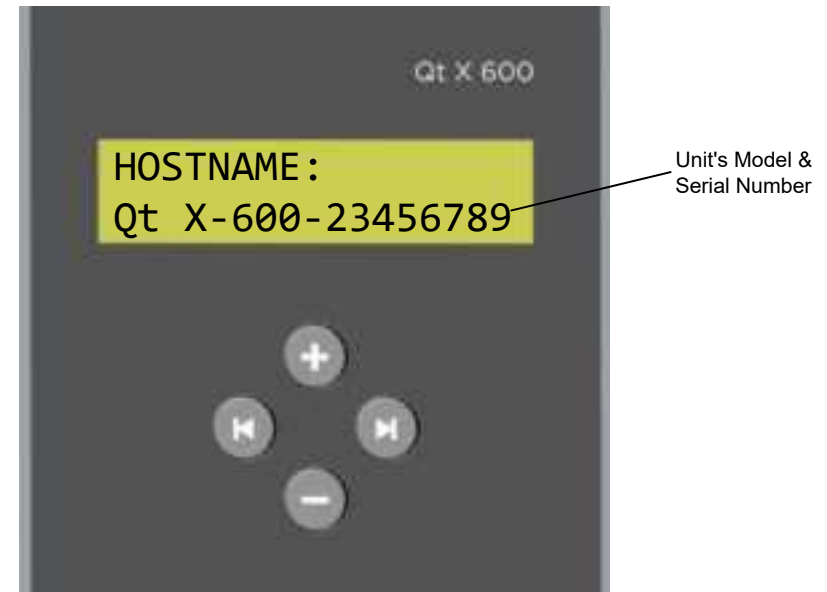 Qt X 600
HOSTNAME:
Qt X-600-23456789
Unit's Model &
Serial Number